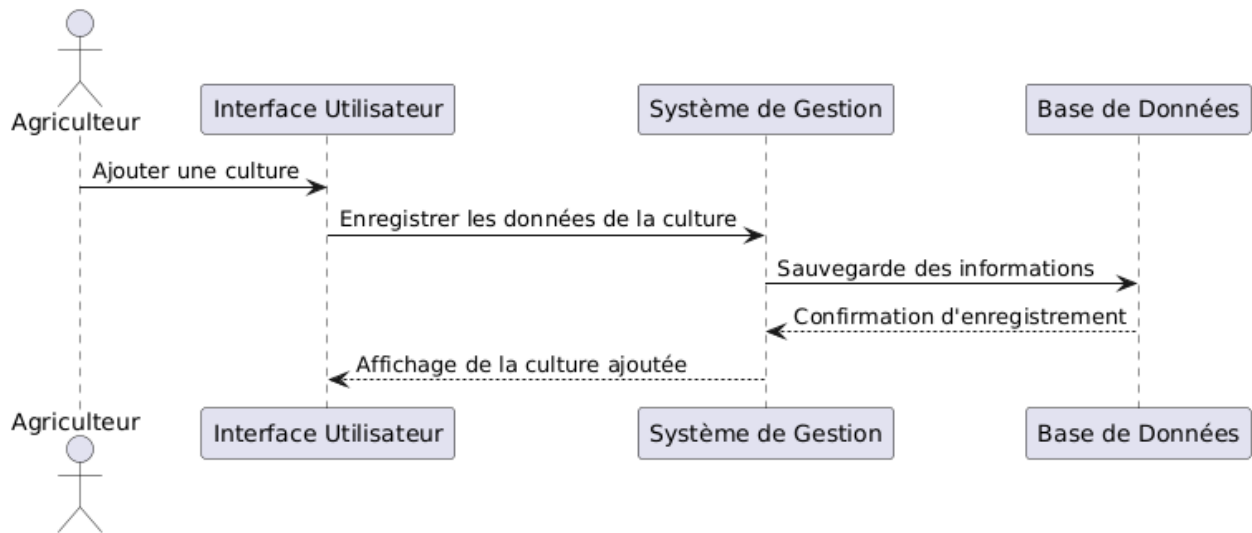 Agriculteur
Interface Utilisateur
Système de Gestion
Base de Données
Ajouter une culture
Enregistrer les données de la culture
Sauvegarde des informations
Confirmation d'enregistrement
Affichage de la culture ajoutée
Agriculteur
Interface Utilisateur
Système de Gestion
Base de Données